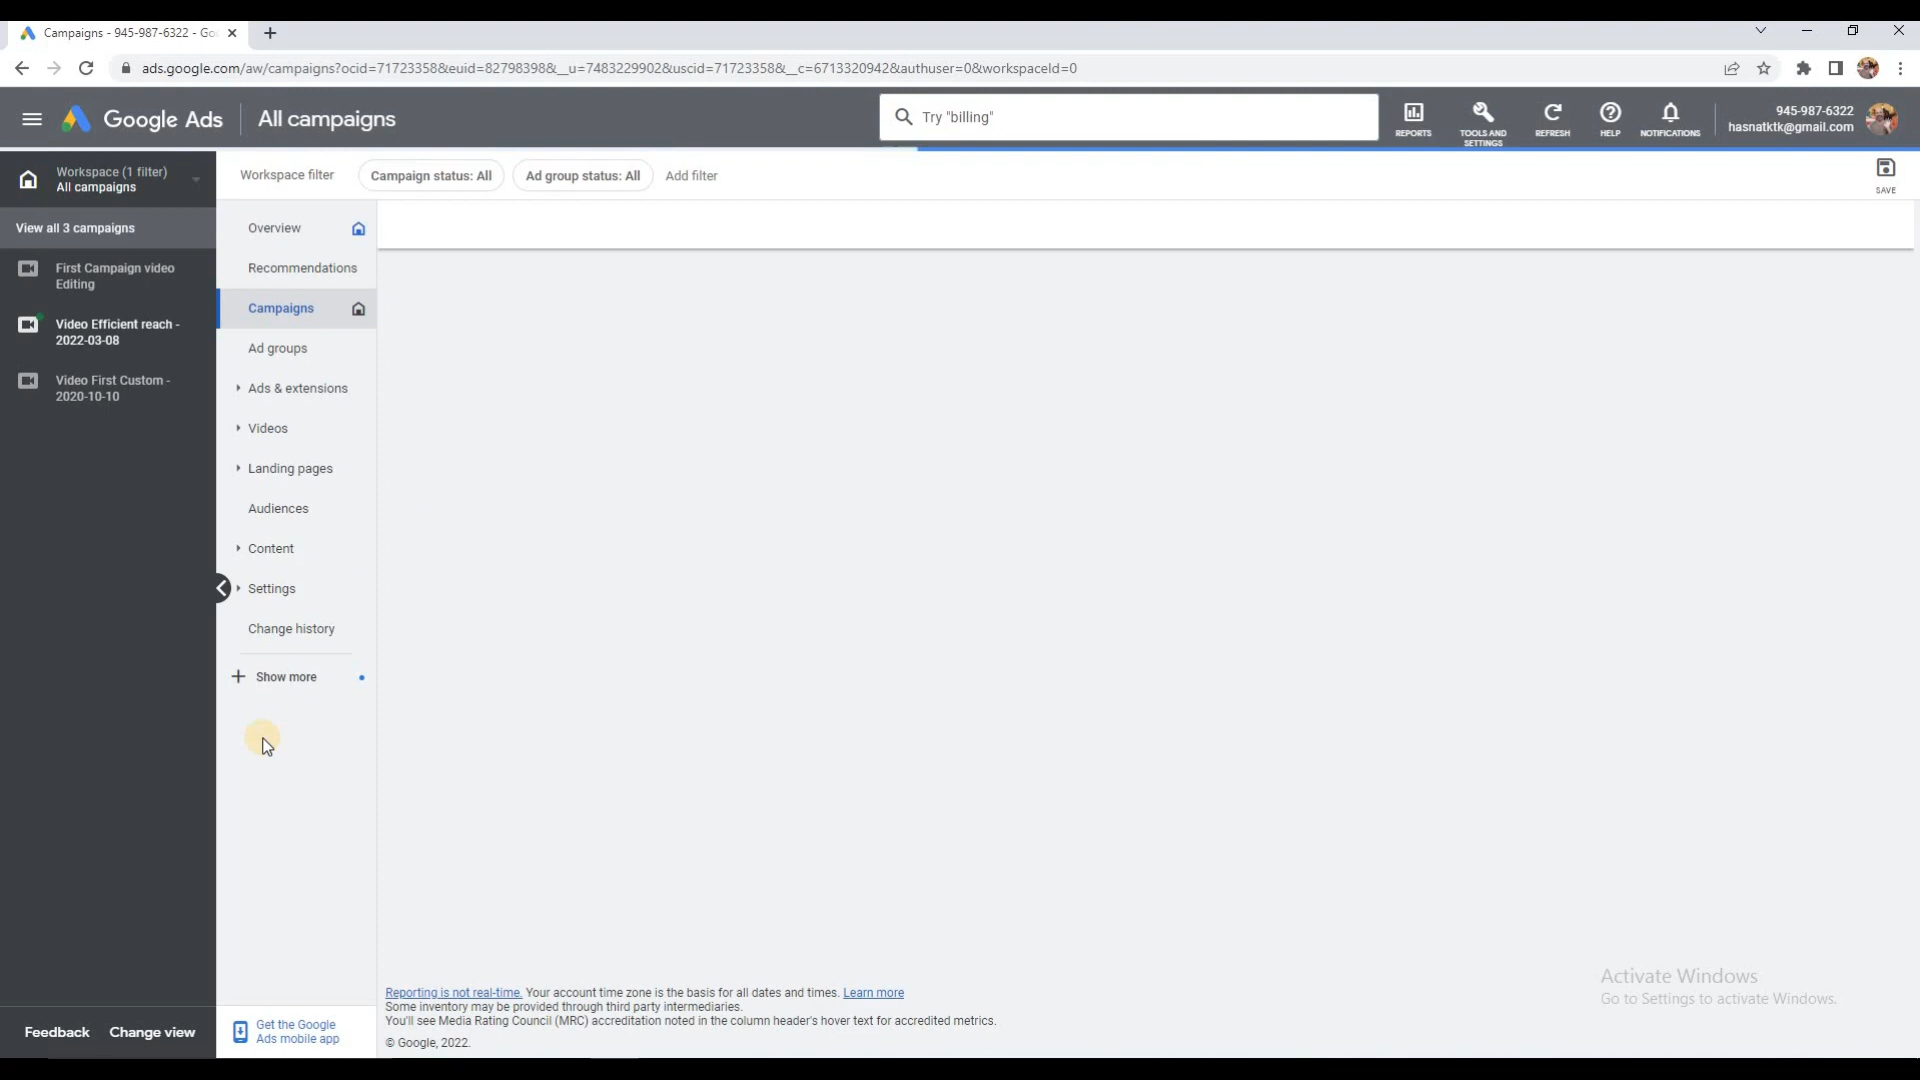 Campaigns - 945-987-6322 - Go
ads.google.com/aw/campaigns?ocid=71723358&euid=82798398&__u=7483229902&uscid=71723358&__c=6713320942&authuser=0&workspaceId=0
Google Ads
All campaigns
Try "billing"
REPORTS
TOOLS AND
SETTINGS
REFRESH
HELP
NOTIFICATIONS
945-987-6322
hasnatktk@gmail.com
Workspace (1 filter)
All campaigns
Workspace filter
Campaign status: All
Ad group status: All
Add filter
SAVE
View all 3 campaigns
First Campaign video
Editing
Video Efficient reach -
2022-03-08
Video First Custom -
2020-10-10
Overview
Recommendations
Campaigns
Ad groups
Ads & extensions
Videos
Landing pages
Audiences
Content
Settings
Change history
Show more
Feedback
Change view
Get the Google
Ads mobile app
Reporting is not real-time. Your account time zone is the basis for all dates and times. Learn more
Some inventory may be provided through third party intermediaries.
You'll see Media Rating Council (MRC) accreditation noted in the column header's hover text for accredited metrics.
© Google, 2022.
Activate Windows
Go to Settings to activate Windows.